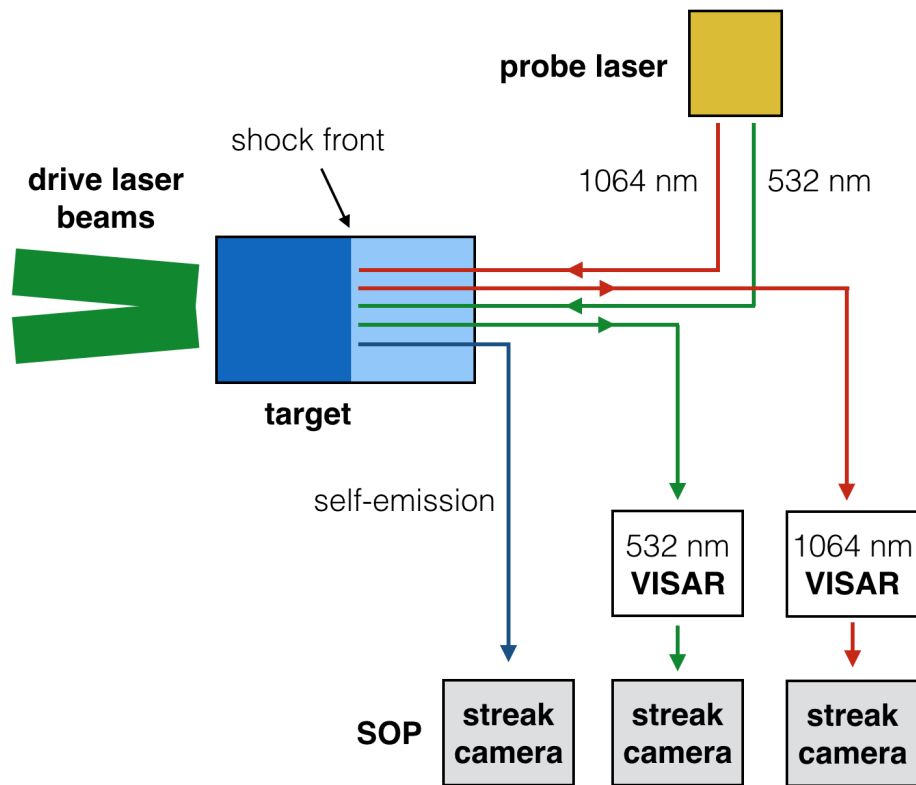 probe laser
shock front
1064 nm
532 nm
drive laser
beams
target
self-emission
532 nm
VISAR
1064 nm
VISAR
SOP
streak
camera
streak
camera
streak
camera